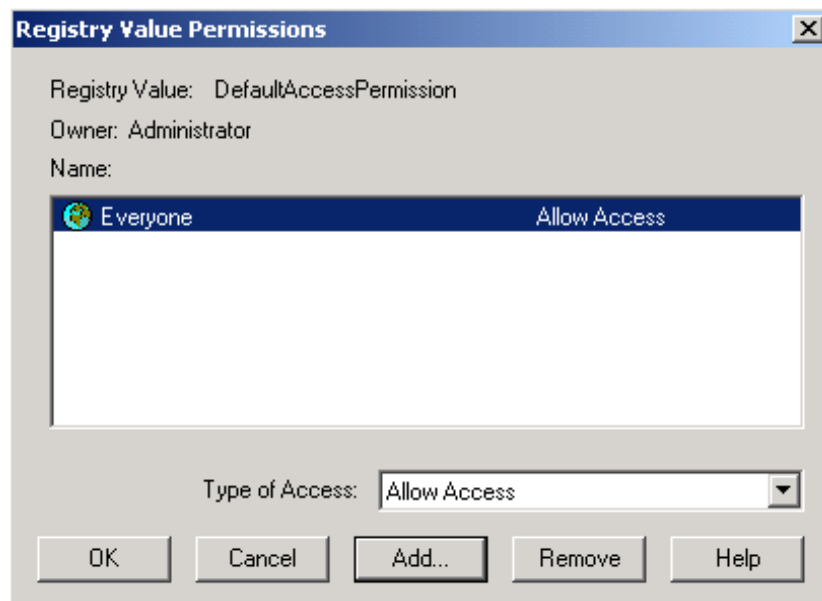 Registry Value Permissions
Registry Value: DefaultAccessPermission
Owner: Administrator
Name:
Everyone Allow Access
Type of Access: Allow Access
OK Cancel Add... Remove Help